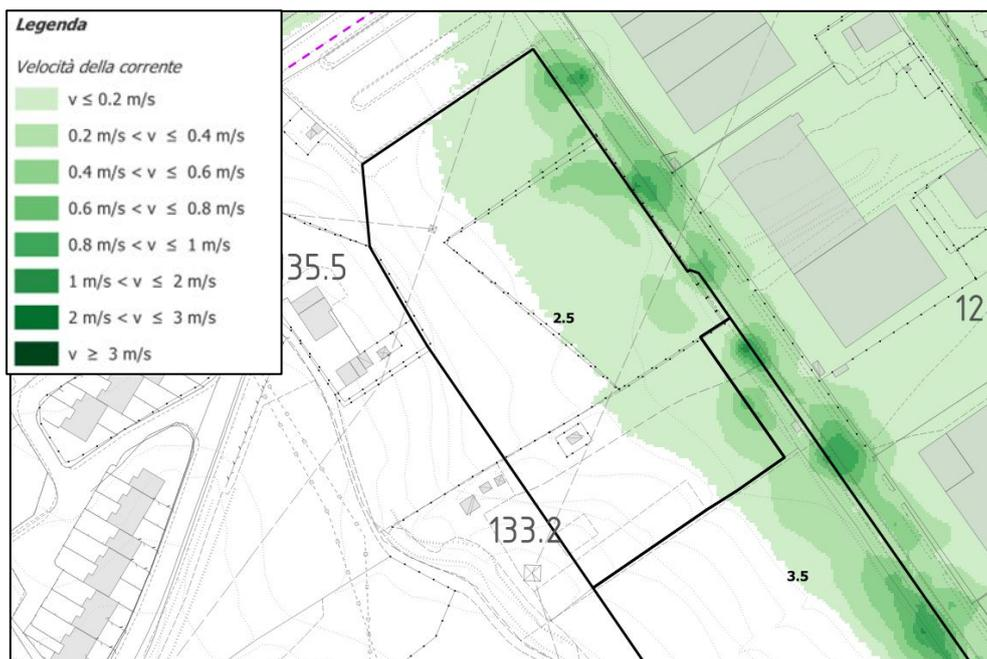 Legenda
Velocità della corrente
v ≤ 0.2 m/s
0.2 m/s < v ≤ 0.4 m/s
0.4 m/s < v ≤ 0.6 m/s
0.6 m/s < v ≤ 0.8 m/s
0.8 m/s < v ≤ 1 m/s
1 m/s < v ≤ 2 m/s
2 m/s < v ≤ 3 m/s
v ≥ 3 m/s
35.5
12
2.5
133.2
3.5